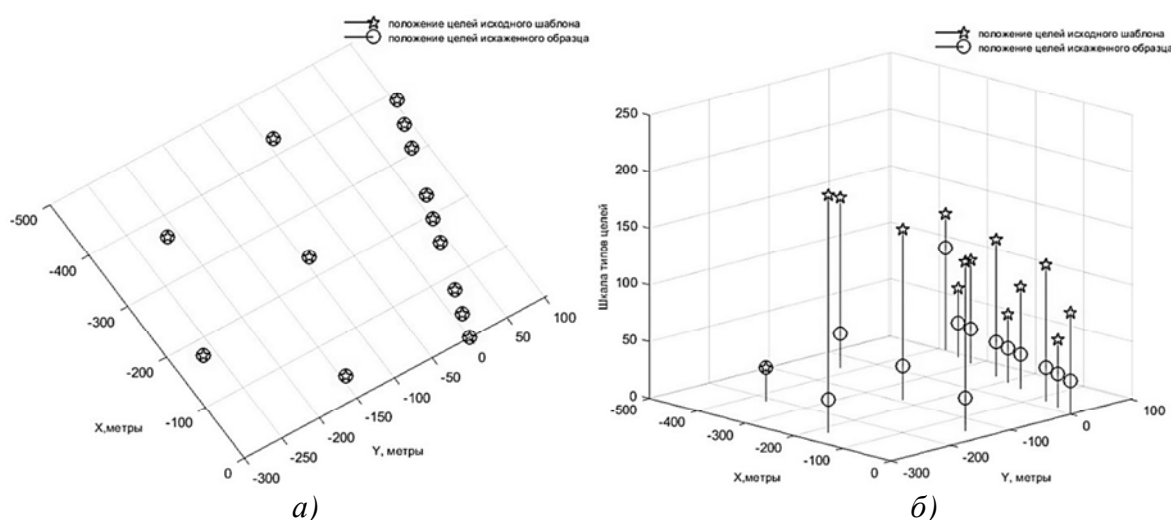 положение целей исходного шаблона
положение целей искаженного образца
-500
-400
-300
-200
-100
0
X,метры
-300
-250
-200
-150
-100
-50
0
50
100
Y, метры
а)
положение целей исходного шаблона
положение целей искаженного образца
250
200
150
100
50
0
Шкала типов целей
-500
-400
-300
-200
-100
0
X,метры
-300
-200
-100
0
100
Y, метры
б)